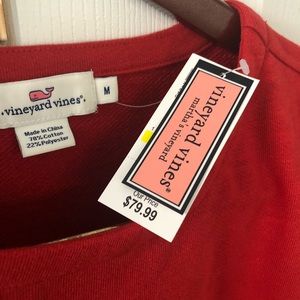 vineyard vines®
M
Made in China
78% Cotton
22% Polyester
vineyard vines®
martha's vineyard
Our Price
$79.99